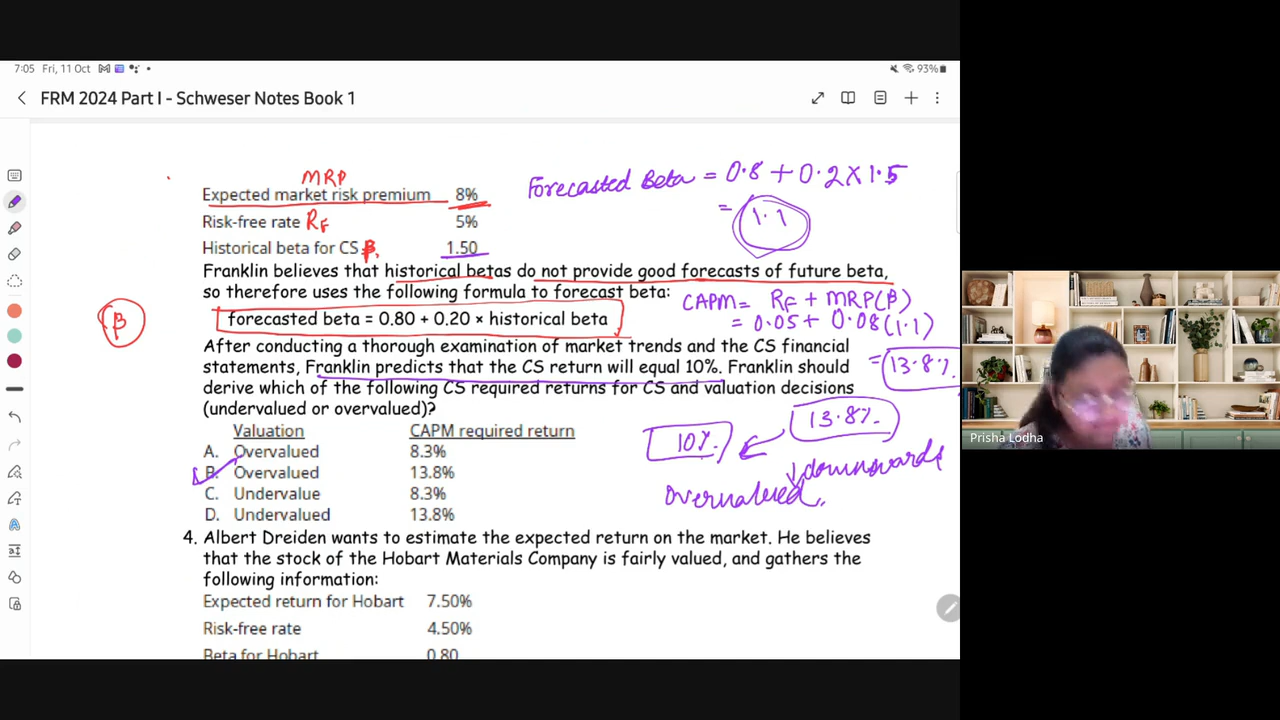 7:05 Fri, 11 Oct
93%
FRM 2024 Part I - Schweser Notes Book 1
MRP
Expected market risk premium 8%
Forecasted Beta = 0.8 + 0.2 X 1.5
= 1.1
Risk-free rate RF 5%
Historical beta for CS β 1.50
Franklin believes that historical betas do not provide good forecasts of future beta,
so therefore uses the following formula to forecast beta:
CAPM = RF + MRP(β)
forecasted beta = 0.80 + 0.20 × historical beta
= 0.05 + 0.08(1.1)
β
After conducting a thorough examination of market trends and the CS financial
statements, Franklin predicts that the CS return will equal 10%. Franklin should
= 13.8%.
derive which of the following CS required returns for CS and valuation decisions
(undervalued or overvalued)?
13.8%.
10%.
downwards
overvalued
Valuation CAPM required return
A. Overvalued 8.3%
B. Overvalued 13.8%
C. Undervalue 8.3%
D. Undervalued 13.8%
4. Albert Dreiden wants to estimate the expected return on the market. He believes
that the stock of the Hobart Materials Company is fairly valued, and gathers the
following information:
Expected return for Hobart 7.50%
Risk-free rate 4.50%
Beta for Hobart 0.80
Prisha Lodha